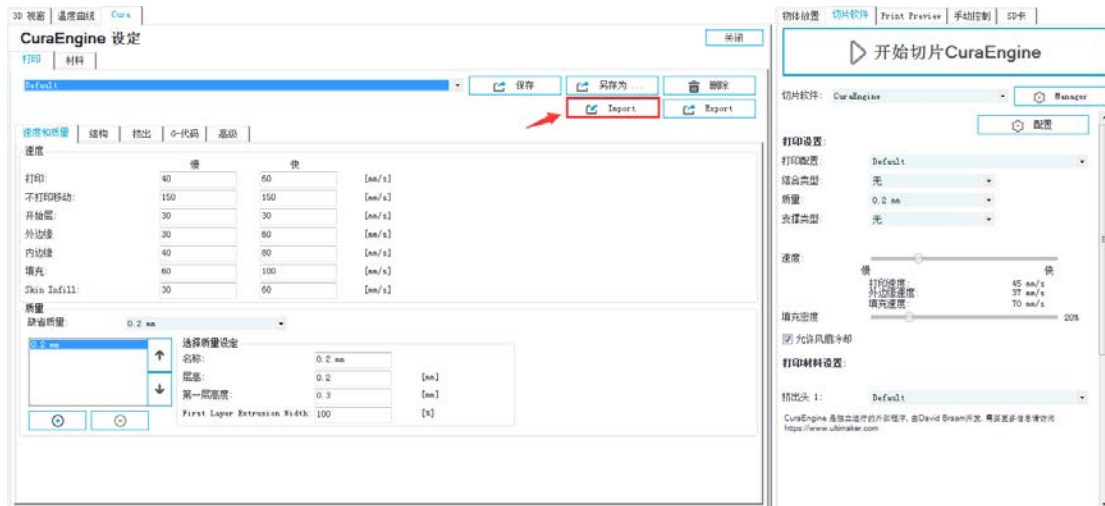 3D 视窗 温度曲线 Cura
CuraEngine 设定 关闭
打印 材料
Default 保存 另存为 ... 删除
Import Export
速度和质量 结构 挤出 G-代码 高级
速度
慢 快
打印: 40 60 [mm/s]
不打印移动: 150 150 [mm/s]
开始层: 30 30 [mm/s]
外边缘 30 60 [mm/s]
内边缘 40 80 [mm/s]
填充 60 100 [mm/s]
Skin Infill: 30 60 [mm/s]
质量
缺省质量: 0.2 mm
0.2 mm
选择质量设定
名称: 0.2 mm
层高: 0.2 [mm]
第一层高度: 0.3 [mm]
First Layer Extrusion Width: 100 [%]
物体放置 切片软件 Print Preview 手动控制 SD卡
开始切片CuraEngine
切片软件: CuraEngine Manager
配置
打印设置:
打印配置: Default
粘合类型: 无
质量: 0.2 mm
支撑类型: 无
速度:
慢 快
打印速度: 45 mm/s
外边缘速度: 37 mm/s
填充速度: 70 mm/s
填充密度 20%
允许风扇冷却
打印材料设置:
挤出头 1: Default
CuraEngine 是独立运行的外部程序, 由David Braam开发. 需要更多信息请访问
https://www.ultimaker.com